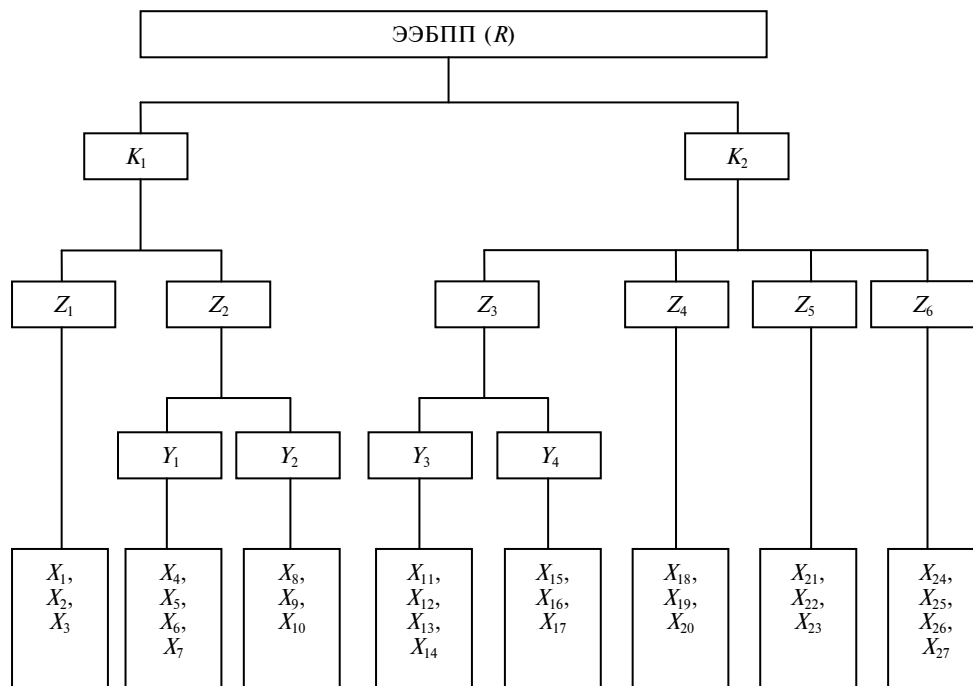 ЭЭБПП (R)
K₁
K₂
Z₁
Z₂
Z₃
Z₄
Z₅
Z₆
Y₁
Y₂
Y₃
Y₄
X₁,
X₂,
X₃
X₄,
X₅,
X₆,
X₇
X₈,
X₉,
X₁₀
X₁₁,
X₁₂,
X₁₃,
X₁₄
X₁₅,
X₁₆,
X₁₇
X₁₈,
X₁₉,
X₂₀
X₂₁,
X₂₂,
X₂₃
X₂₄,
X₂₅,
X₂₆,
X₂₇